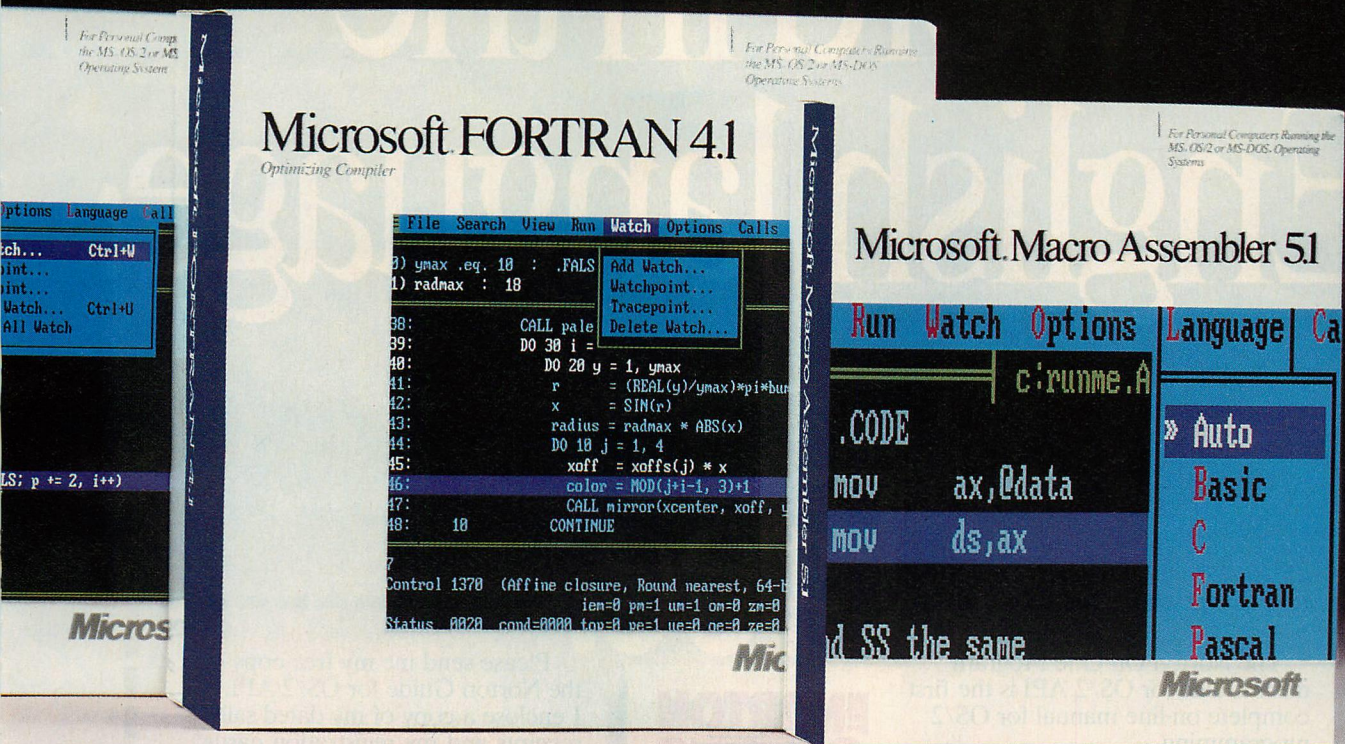 For Personal Comp
the MS. OS/2 or MS
Operating System
ptions Language Call
tch... Ctrl+W
oint...
oint...
Watch... Ctrl+U
All Watch
LS; p += 2, i++)
Micros
Microsoft FORTRAN 4.1
For Personal Computers Running
the MS. OS/2 or MS-DOS
Operating Systems
Microsoft. FORTRAN 4.1
Optimizing Compiler
File Search View Run Watch Options Calls
0) ymax .eq. 10 : .FALS
1) radmax : 18
Add Watch...
Watchpoint...
Tracepoint...
Delete Watch...
38: CALL pale
39: DO 30 i =
40: DO 20 y = 1, ymax
41: r = (REAL(y)/ymax)*pi*bum
42: x = SIN(r)
43: radius = radmax * ABS(x)
44: DO 10 j = 1, 4
45: xoff = xoffs(j) * x
46: color = MOD(j+i-1, 3)+1
47: CALL mirror(xcenter, xoff, y
48: 10 CONTINUE
7
Control 1370 (Affine closure, Round nearest, 64-b
iem=0 pm=1 um=1 om=0 zm=0
Status 0020 cond=0000 top=0 pe=1 ue=0 oe=0 ze=0
Mic
Microsoft Macro Assembler 5.1
For Personal Computers Running the
MS. OS/2 or MS-DOS. Operating
Systems
Microsoft. Macro Assembler 5.1
Run Watch Options Language Ca
c:runme.A
.CODE
mov ax,@data
mov ds,ax
d SS the same
» Auto
Basic
C
Fortran
Pascal
Microsoft